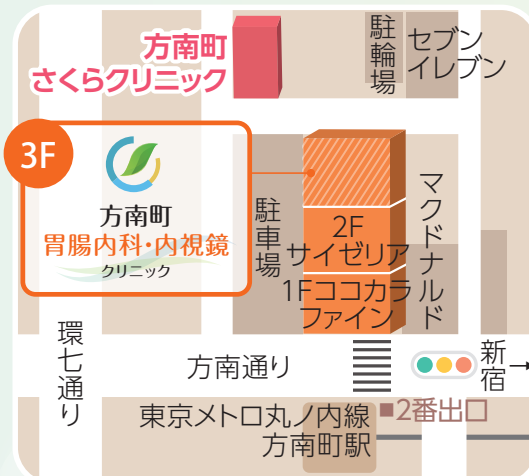 方南町
さくらクリニック
駐輪場
セブン
イレブン
3F
方南町
胃腸内科・内視鏡
クリニック
駐車場
2F
サイゼリア
1Fココカラ
ファイン
マクドナルド
環七通り
方南通り
新宿→
東京メトロ丸ノ内線
方南町駅
■2番出口